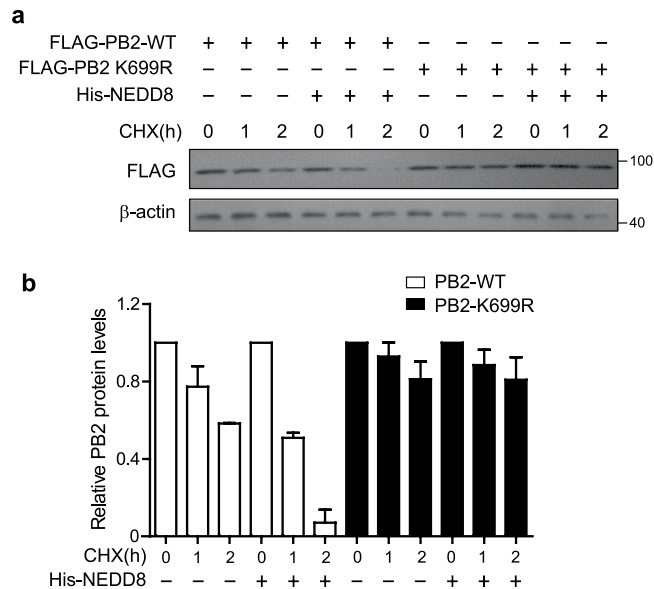 a
FLAG-PB2-WT + + + + + + − − − − − −
FLAG-PB2 K699R − − − − − − + + + + + +
His-NEDD8 − − − + + + − − − + + +
CHX(h) 0 1 2 0 1 2 0 1 2 0 1 2
FLAG 100
β-actin 40
b
PB2-WT
PB2-K699R
Relative PB2 protein levels
1.2
0.8
0.4
0
CHX(h) 0 1 2 0 1 2 0 1 2 0 1 2
His-NEDD8 − − − + + + − − − + + +